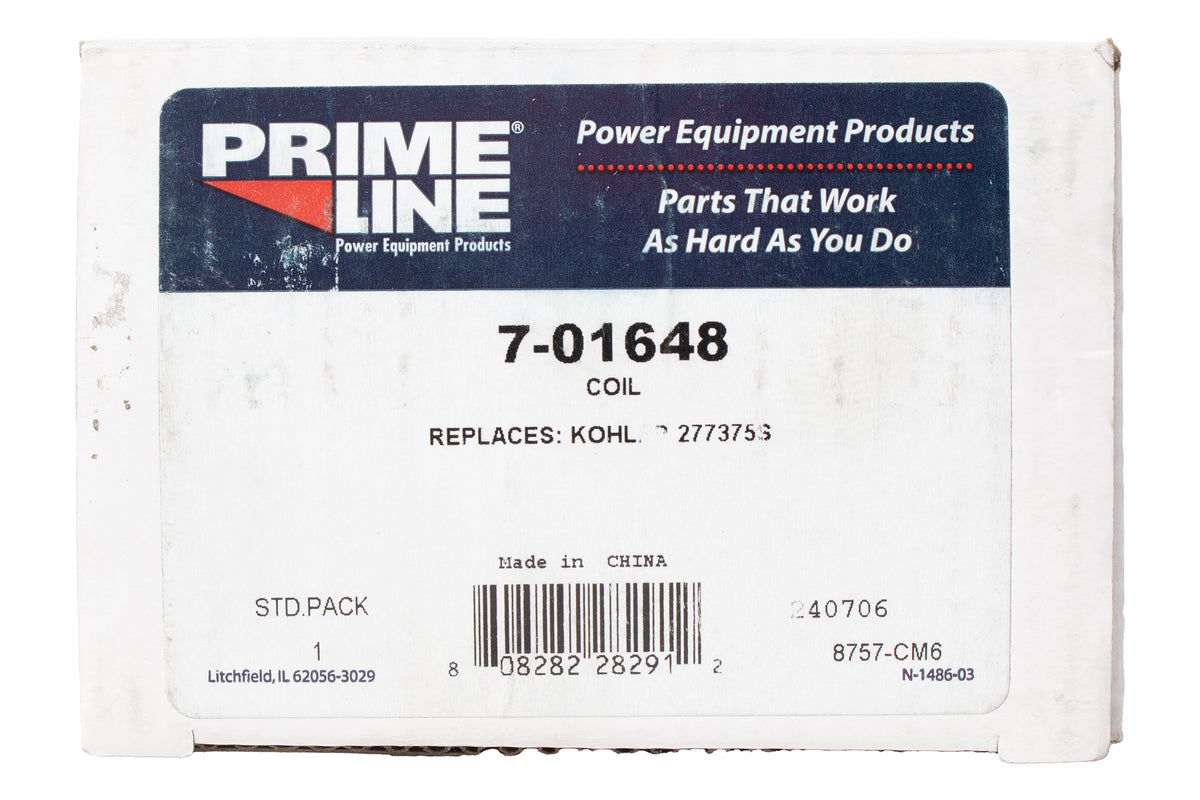 PRIME®
LINE
Power Equipment Products
Power Equipment Products
Parts That Work
As Hard As You Do
7-01648
COIL
REPLACES: 277375S
Made in CHINA
STD.PACK
1
Litchfield, IL 62056-3029
8 08282 28291 2
240706
8757-CM6
N-1486-03